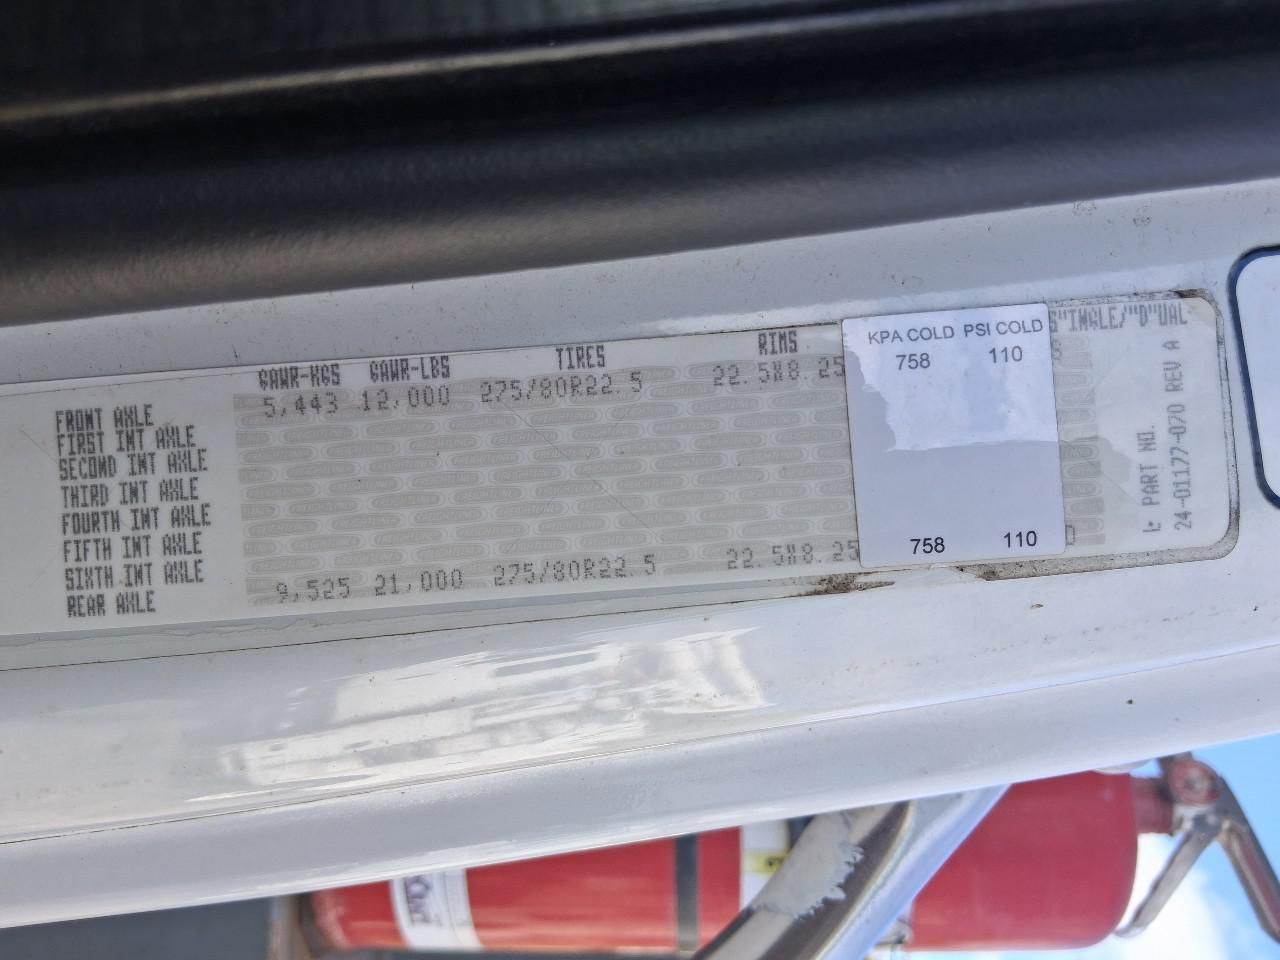 GAWR-KGS GAWR-LBS TIRES RIMS KPA COLD PSI COLD S"INGLE/"D"UAL
FRONT AXLE 5,443 12,000 275/80R22.5 22.5X8.25 758 110 S
FIRST INT AXLE
SECOND INT AXLE
THIRD INT AXLE
FOURTH INT AXLE
FIFTH INT AXLE
SIXTH INT AXLE
REAR AXLE 9,525 21,000 275/80R22.5 22.5X8.25 758 110 D
PART NO.
24-01177-070 REV A